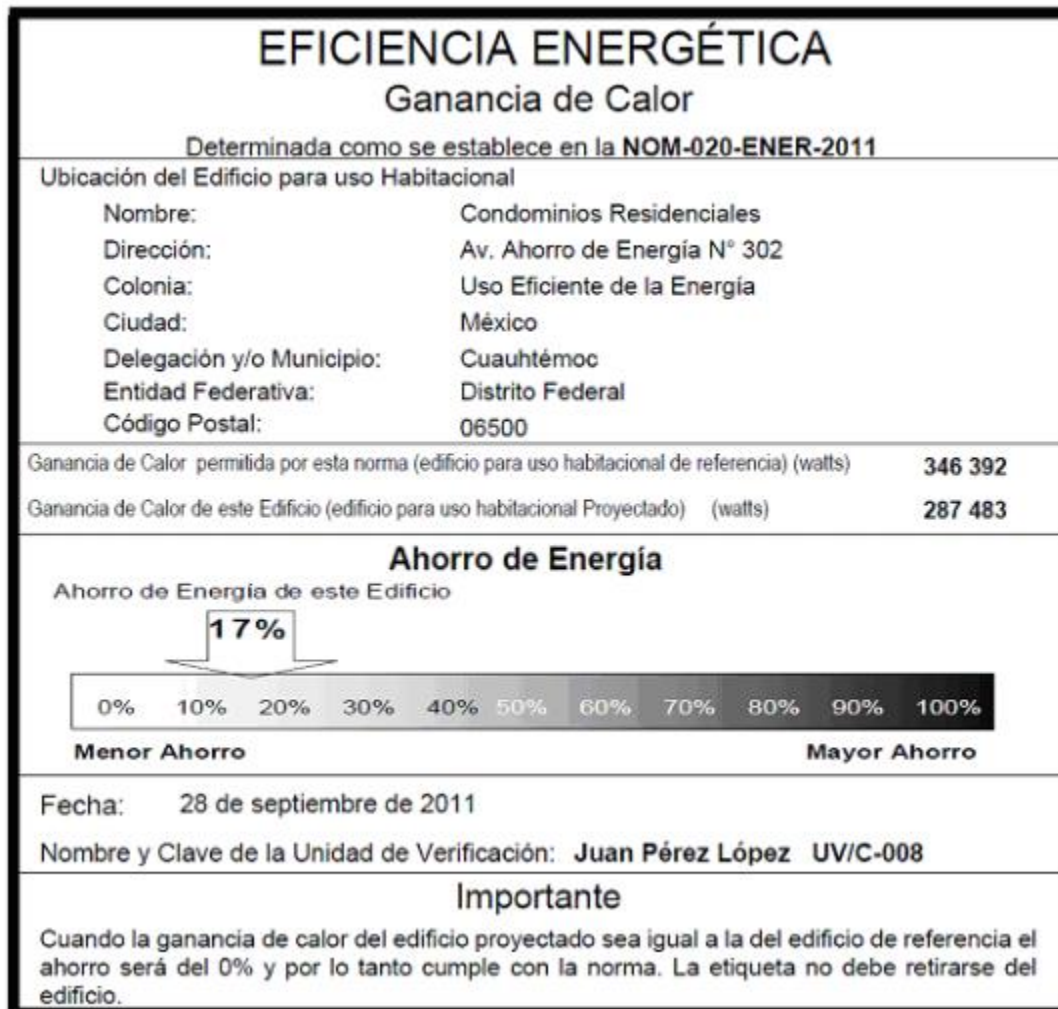 EFICIENCIA ENERGÉTICA
Ganancia de Calor
Determinada como se establece en la NOM-020-ENER-2011
Ubicación del Edificio para uso Habitacional
Nombre: Condominios Residenciales
Dirección: Av. Ahorro de Energía N° 302
Colonia: Uso Eficiente de la Energía
Ciudad: México
Delegación y/o Municipio: Cuauhtémoc
Entidad Federativa: Distrito Federal
Código Postal: 06500
Ganancia de Calor permitida por esta norma (edificio para uso habitacional de referencia) (watts) 346 392
Ganancia de Calor de este Edificio (edificio para uso habitacional Proyectado) (watts) 287 483
Ahorro de Energía
Ahorro de Energía de este Edificio
17%
0% 10% 20% 30% 40% 50% 60% 70% 80% 90% 100%
Menor Ahorro Mayor Ahorro
Fecha: 28 de septiembre de 2011
Nombre y Clave de la Unidad de Verificación: Juan Pérez López UV/C-008
Importante
Cuando la ganancia de calor del edificio proyectado sea igual a la del edificio de referencia el
ahorro será del 0% y por lo tanto cumple con la norma. La etiqueta no debe retirarse del
edificio.